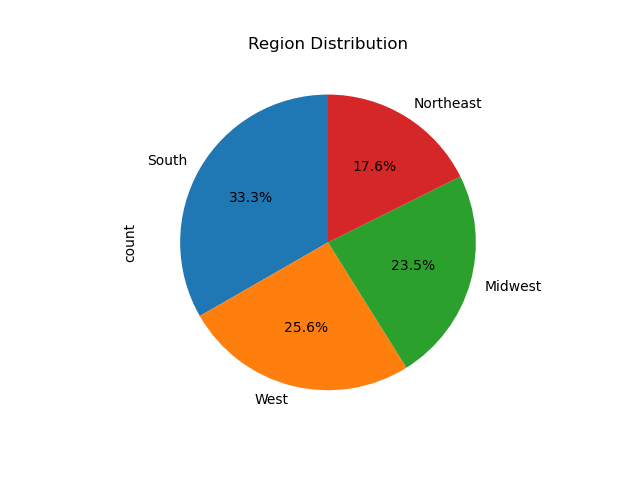 Region Distribution
Northeast
South
17.6%
33.3%
count
23.5%
Midwest
25.6%
West